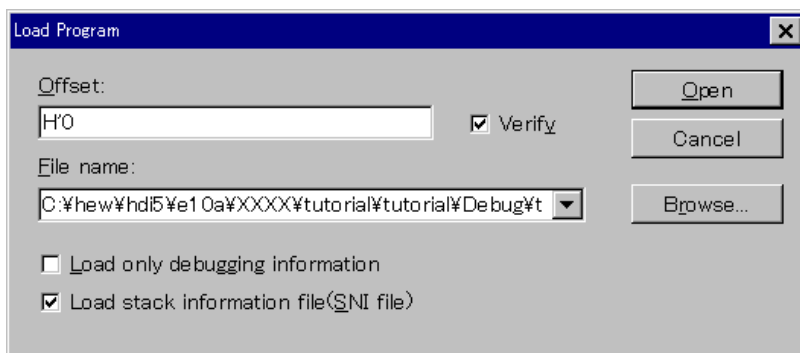 Load Program
Offset:
Open
H'0
Verify
Cancel
File name:
C:¥hew¥hdi5¥e10a¥XXXX¥tutorial¥tutorial¥Debug¥t
Browse...
Load only debugging information
Load stack information file(SNI file)